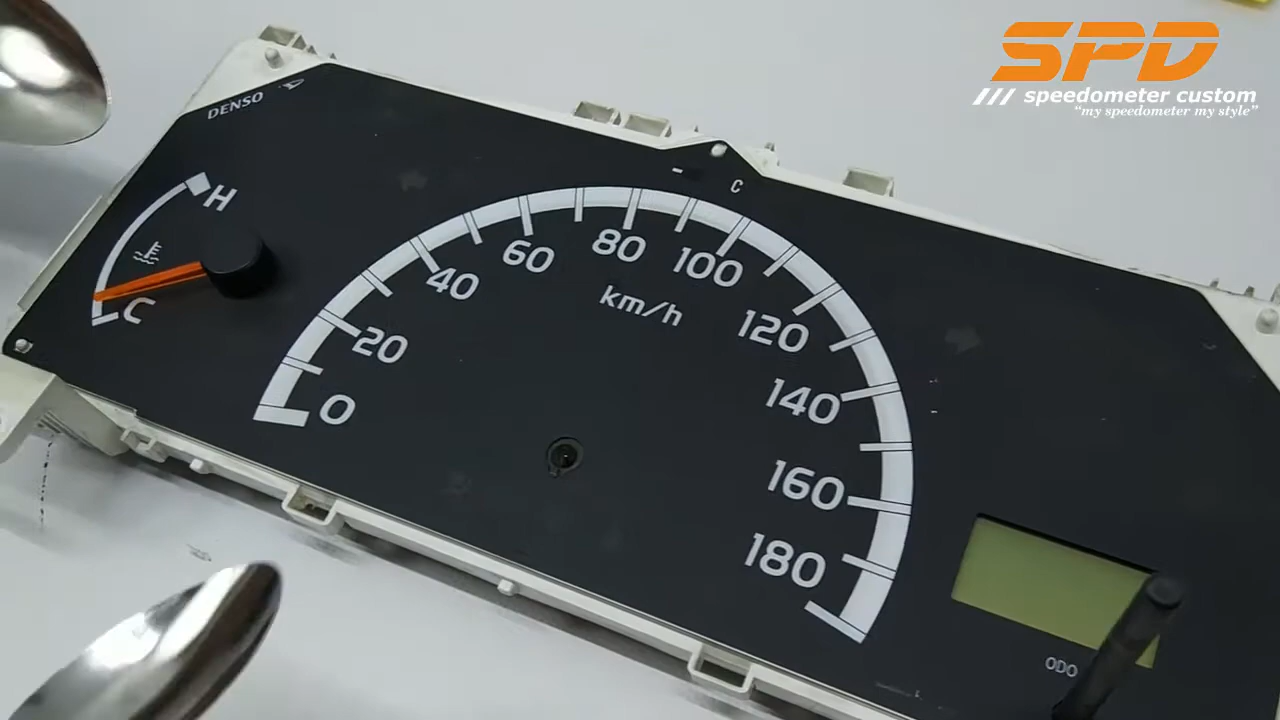 SPD
/// speedometer custom
"my speedometer my style"
DENSO
H
C
- C
0
20
40
60
80
100
120
140
160
180
km/h
ODO